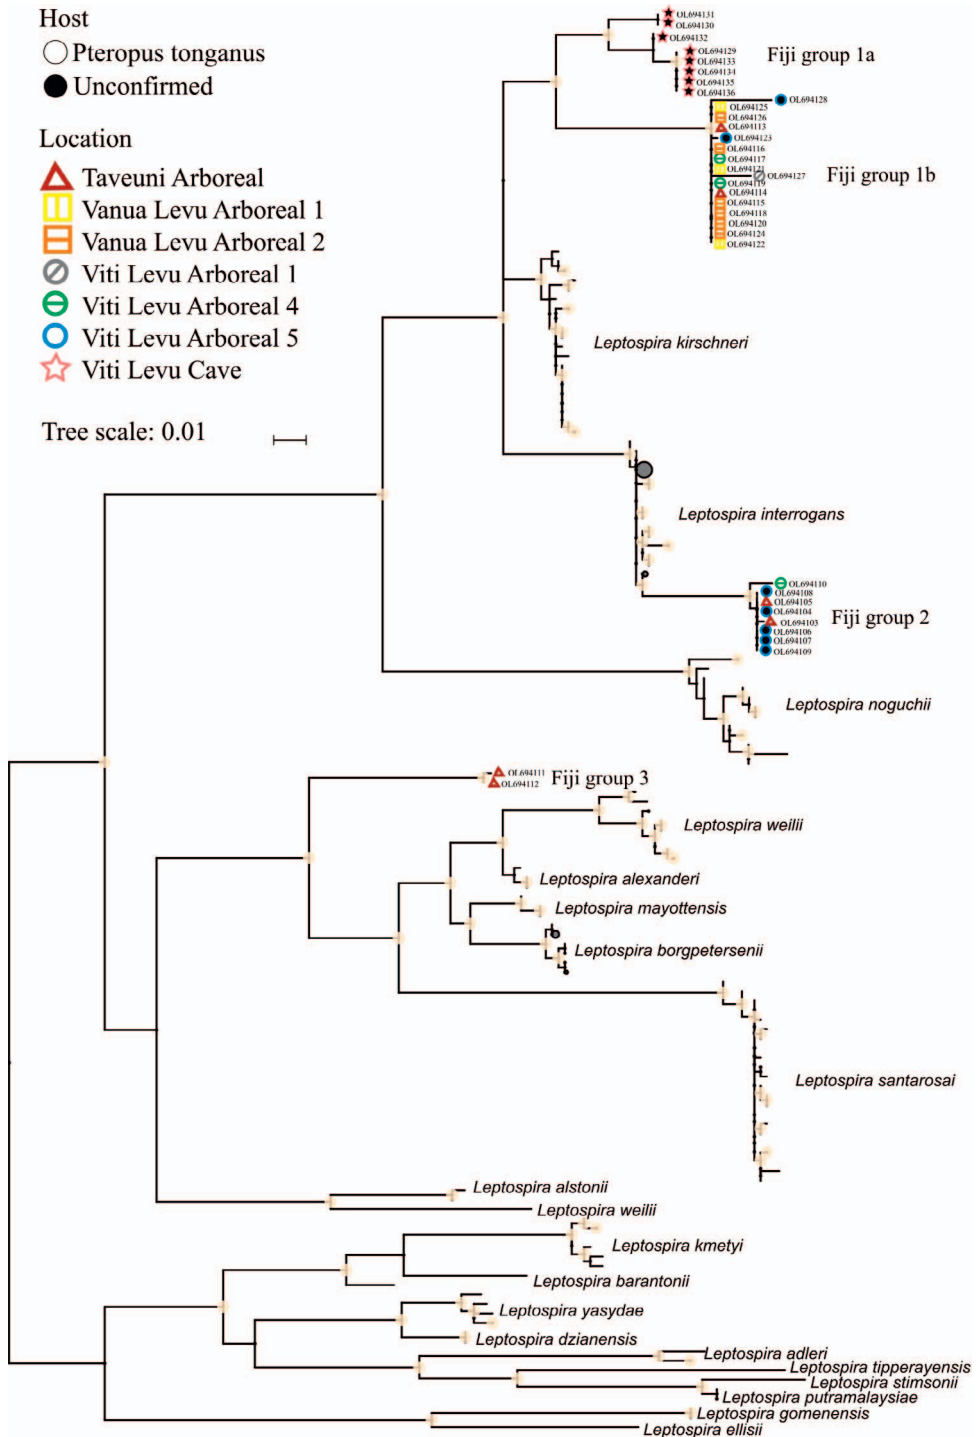 Host
Pteropus tonganus
Unconfirmed
Location
Taveuni Arboreal
Vanua Levu Arboreal 1
Vanua Levu Arboreal 2
Viti Levu Arboreal 1
Viti Levu Arboreal 4
Viti Levu Arboreal 5
Viti Levu Cave
Tree scale: 0.01
OL694131
OL694130
OL694132
OL694129
OL694133
OL694134
OL694135
OL694136
Fiji group 1a
OL694128
OL694125
OL694126
OL694113
OL694123
OL694116
OL694117
OL694121
OL694127
OL694119
OL694114
OL694115
OL694118
OL694120
OL694124
OL694122
Fiji group 1b
Leptospira kirschneri
Leptospira interrogans
OL694110
OL694108
OL694105
OL694104
OL694103
OL694106
OL694107
OL694109
Fiji group 2
Leptospira noguchii
OL694111
OL694112
Fiji group 3
Leptospira weilii
Leptospira alexanderi
Leptospira mayottensis
Leptospira borgpetersenii
Leptospira santarosai
Leptospira alstonii
Leptospira weilii
Leptospira kmetyi
Leptospira barantonii
Leptospira yasydae
Leptospira dzianensis
Leptospira adleri
Leptospira tipperayensis
Leptospira stimsonii
Leptospira putramalaysiae
Leptospira gomenensis
Leptospira ellisii